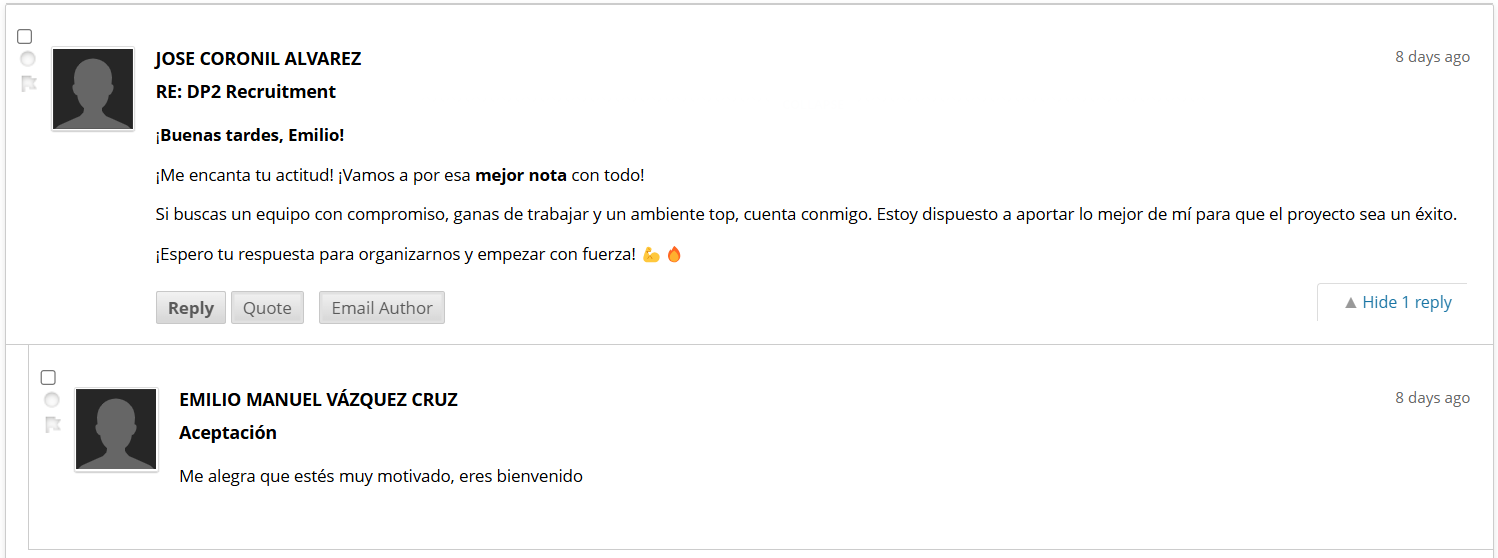 JOSE CORONIL ALVAREZ
8 days ago
RE: DP2 Recruitment
¡Buenas tardes, Emilio!
¡Me encanta tu actitud! ¡Vamos a por esa mejor nota con todo!
Si buscas un equipo con compromiso, ganas de trabajar y un ambiente top, cuenta conmigo. Estoy dispuesto a aportar lo mejor de mí para que el proyecto sea un éxito.
¡Espero tu respuesta para organizarnos y empezar con fuerza! 💪 🔥
Reply Quote Email Author
▲ Hide 1 reply
EMILIO MANUEL VÁZQUEZ CRUZ
8 days ago
Aceptación
Me alegra que estés muy motivado, eres bienvenido